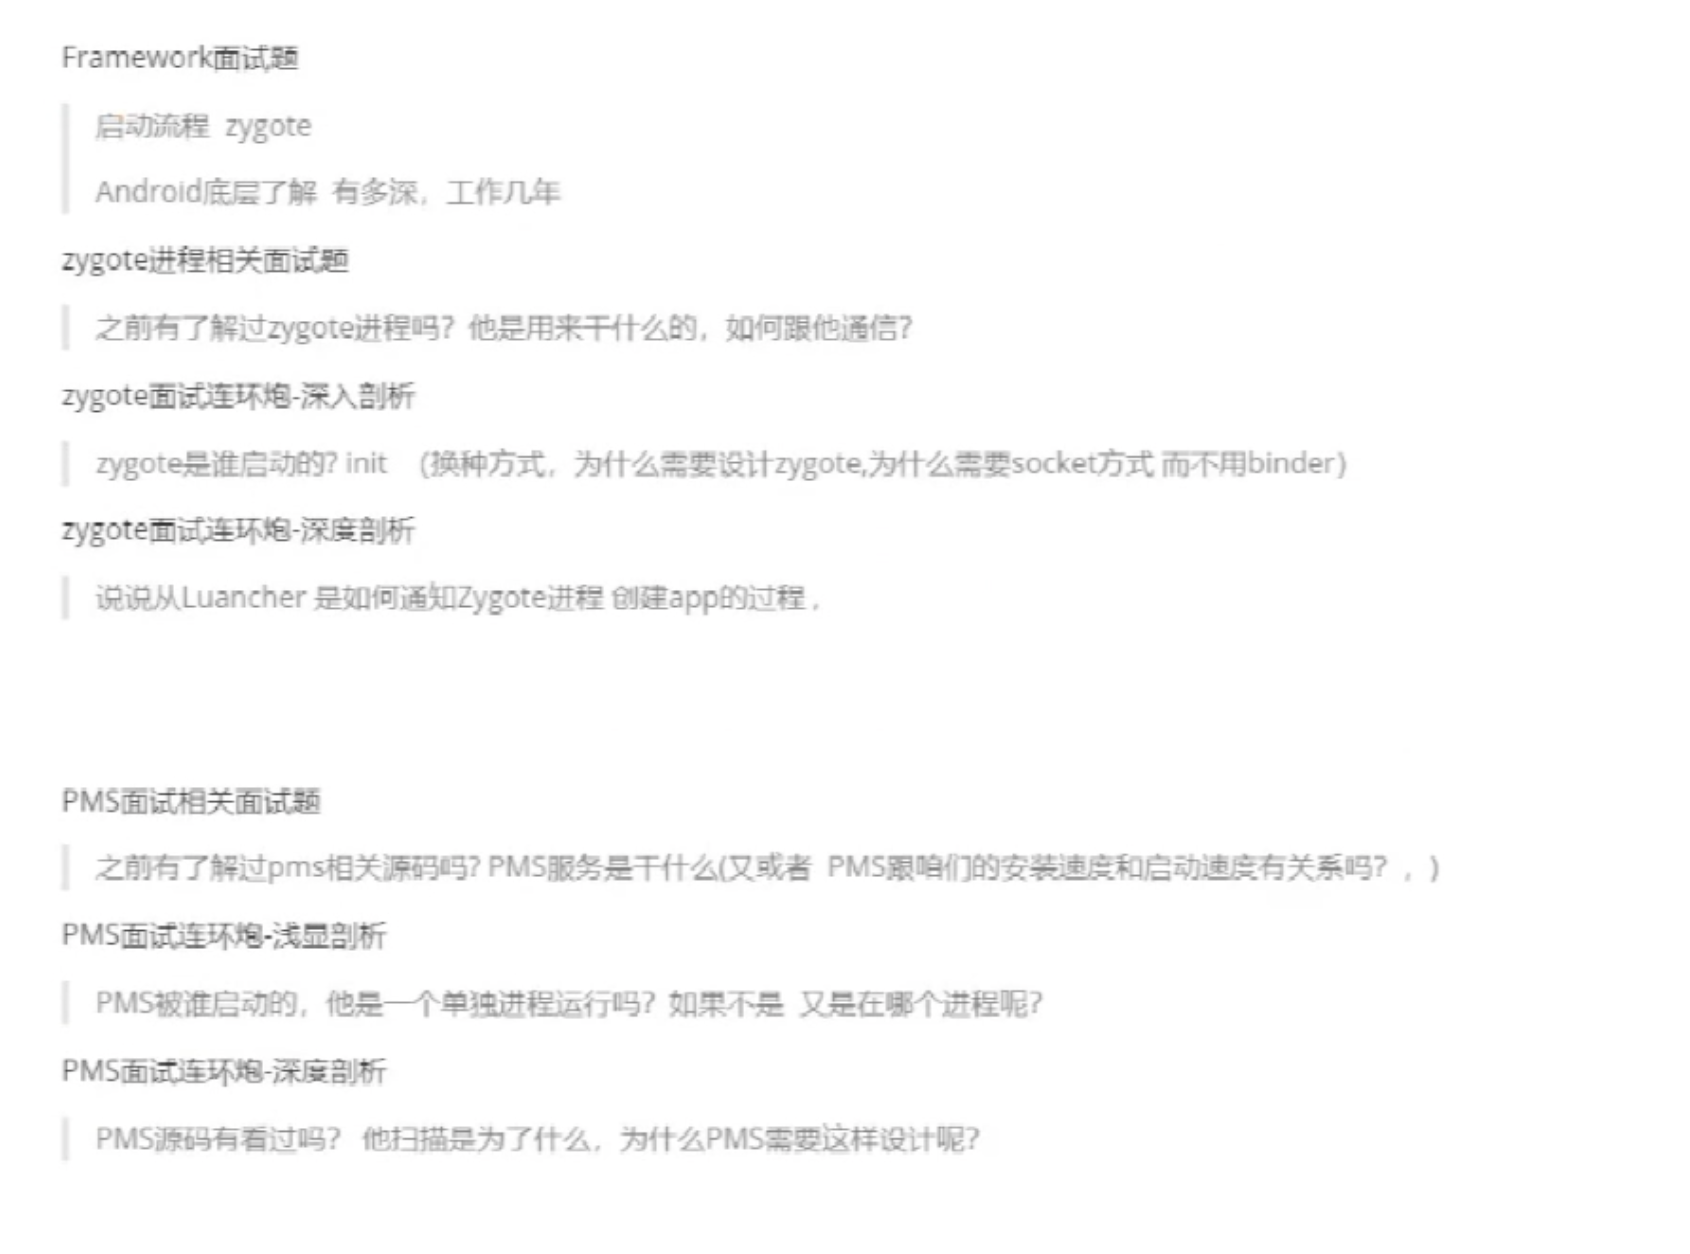 Framework面试题
启动流程 zygote
Android底层了解 有多深，工作几年
zygote进程相关面试题
之前有了解过zygote进程吗？他是用来干什么的，如何跟他通信？
zygote面试连环炮-深入剖析
zygote是谁启动的? init （换种方式，为什么需要设计zygote,为什么需要socket方式 而不用binder）
zygote面试连环炮-深度剖析
说说从Luancher 是如何通知Zygote进程 创建app的过程 ,
PMS面试相关面试题
之前有了解过pms相关源码吗? PMS服务是干什么(又或者 PMS跟咱们的安装速度和启动速度有关系吗？，)
PMS面试连环炮-浅显剖析
PMS被谁启动的，他是一个单独进程运行吗？如果不是 又是在哪个进程呢？
PMS面试连环炮-深度剖析
PMS源码有看过吗？ 他扫描是为了什么，为什么PMS需要这样设计呢？